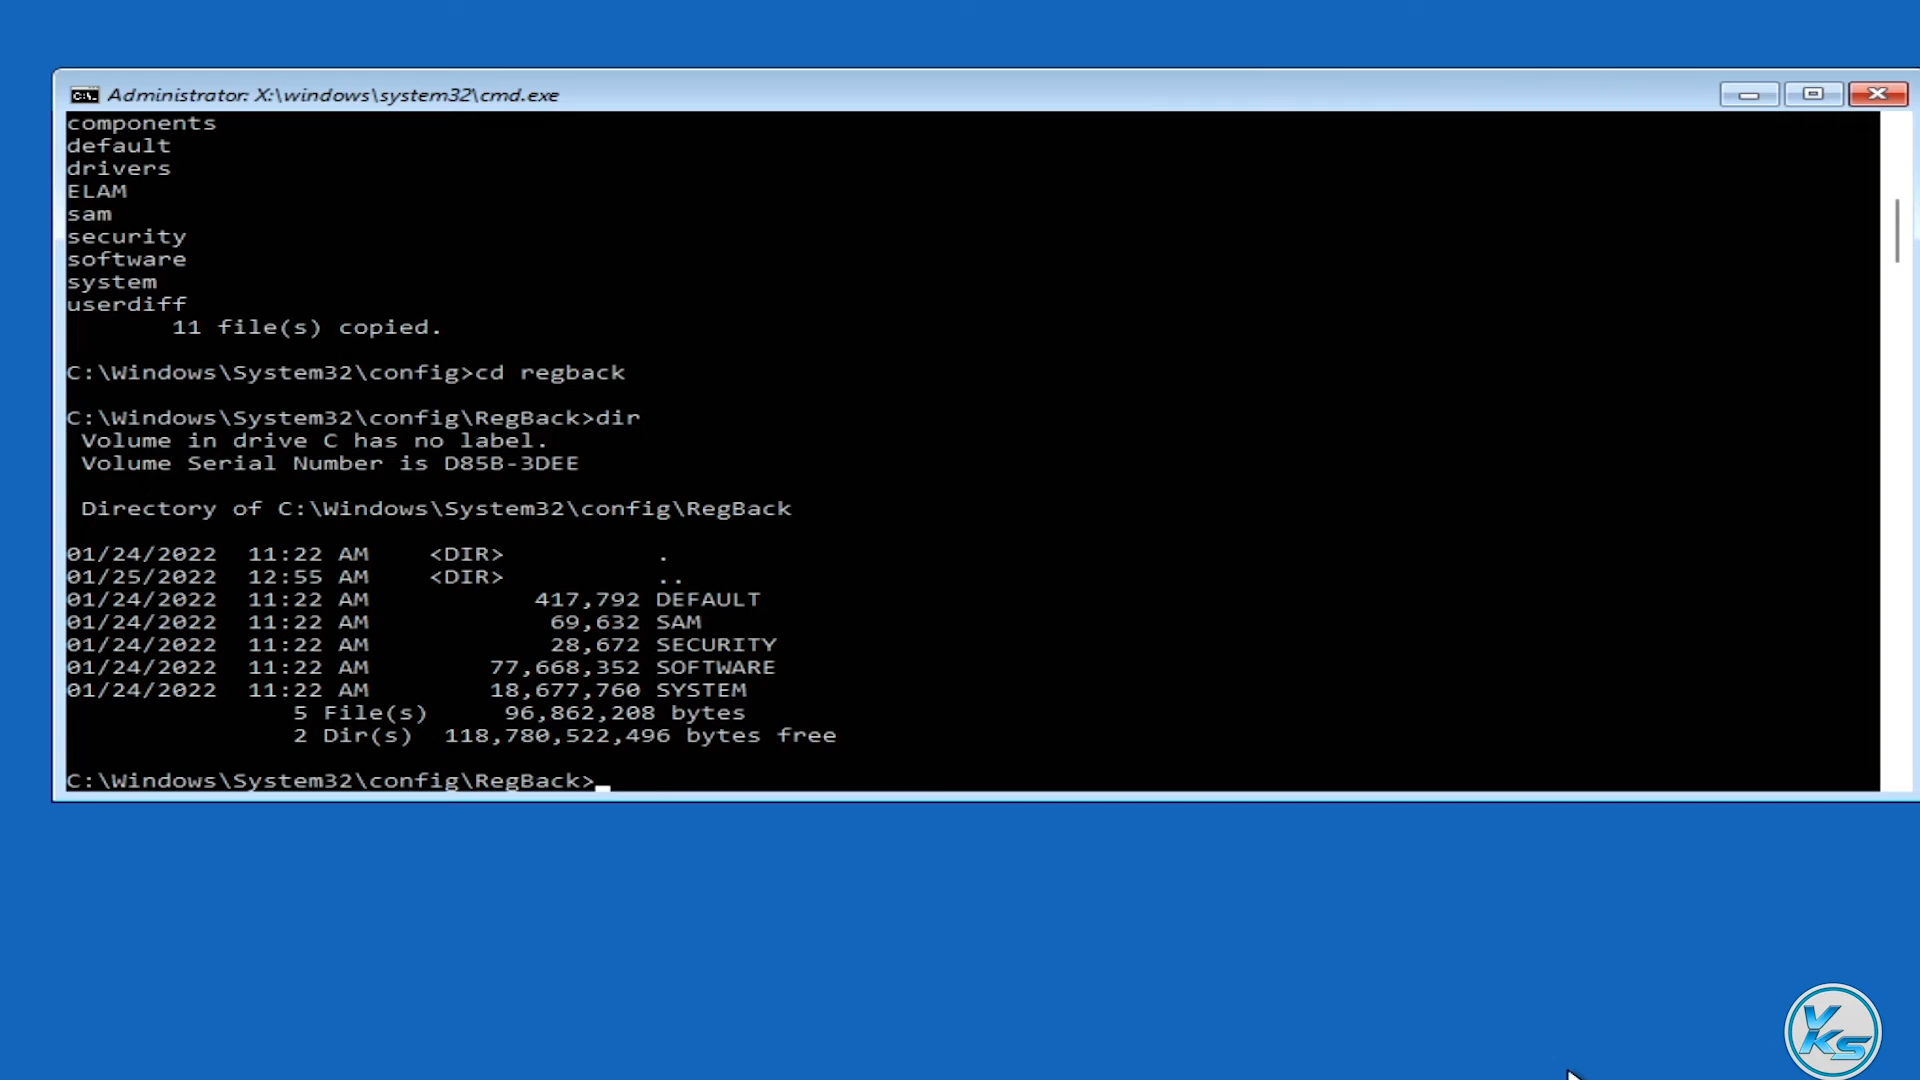 Administrator: X:\windows\system32\cmd.exe
components
default
drivers
ELAM
sam
security
software
system
userdiff
11 file(s) copied.
C:\Windows\System32\config>cd regback
C:\Windows\System32\config\RegBack>dir
Volume in drive C has no label.
Volume Serial Number is D85B-3DEE
Directory of C:\Windows\System32\config\RegBack
01/24/2022 11:22 AM <DIR> .
01/25/2022 12:55 AM <DIR> ..
01/24/2022 11:22 AM 417,792 DEFAULT
01/24/2022 11:22 AM 69,632 SAM
01/24/2022 11:22 AM 28,672 SECURITY
01/24/2022 11:22 AM 77,668,352 SOFTWARE
01/24/2022 11:22 AM 18,677,760 SYSTEM
5 File(s) 96,862,208 bytes
2 Dir(s) 118,780,522,496 bytes free
C:\Windows\System32\config\RegBack>
VKS